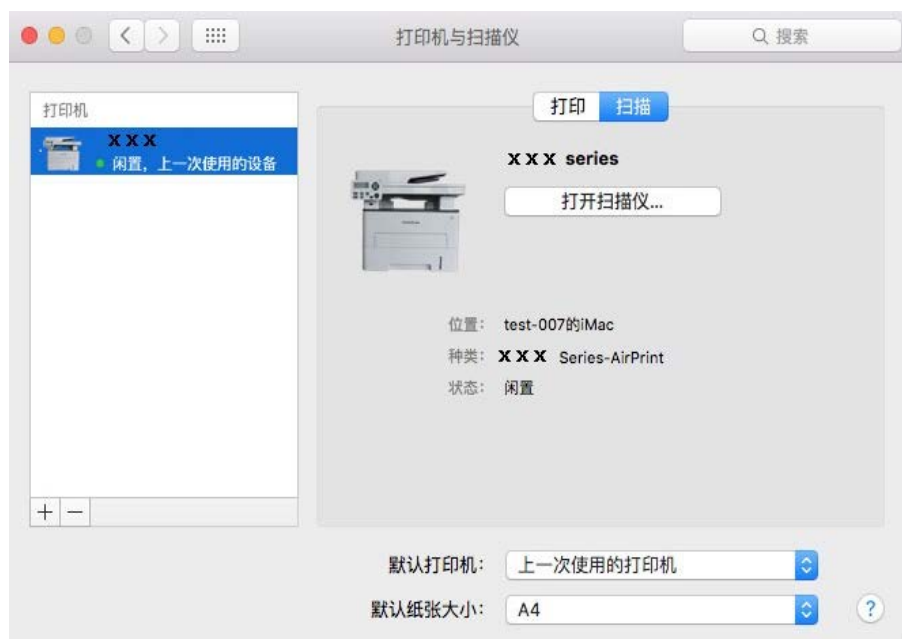 打印机与扫描仪
搜索
打印机
X X X
闲置，上一次使用的设备
打印 扫描
X X X series
打开扫描仪...
位置： test-007的iMac
种类： X X X Series-AirPrint
状态： 闲置
默认打印机： 上一次使用的打印机
默认纸张大小： A4
?